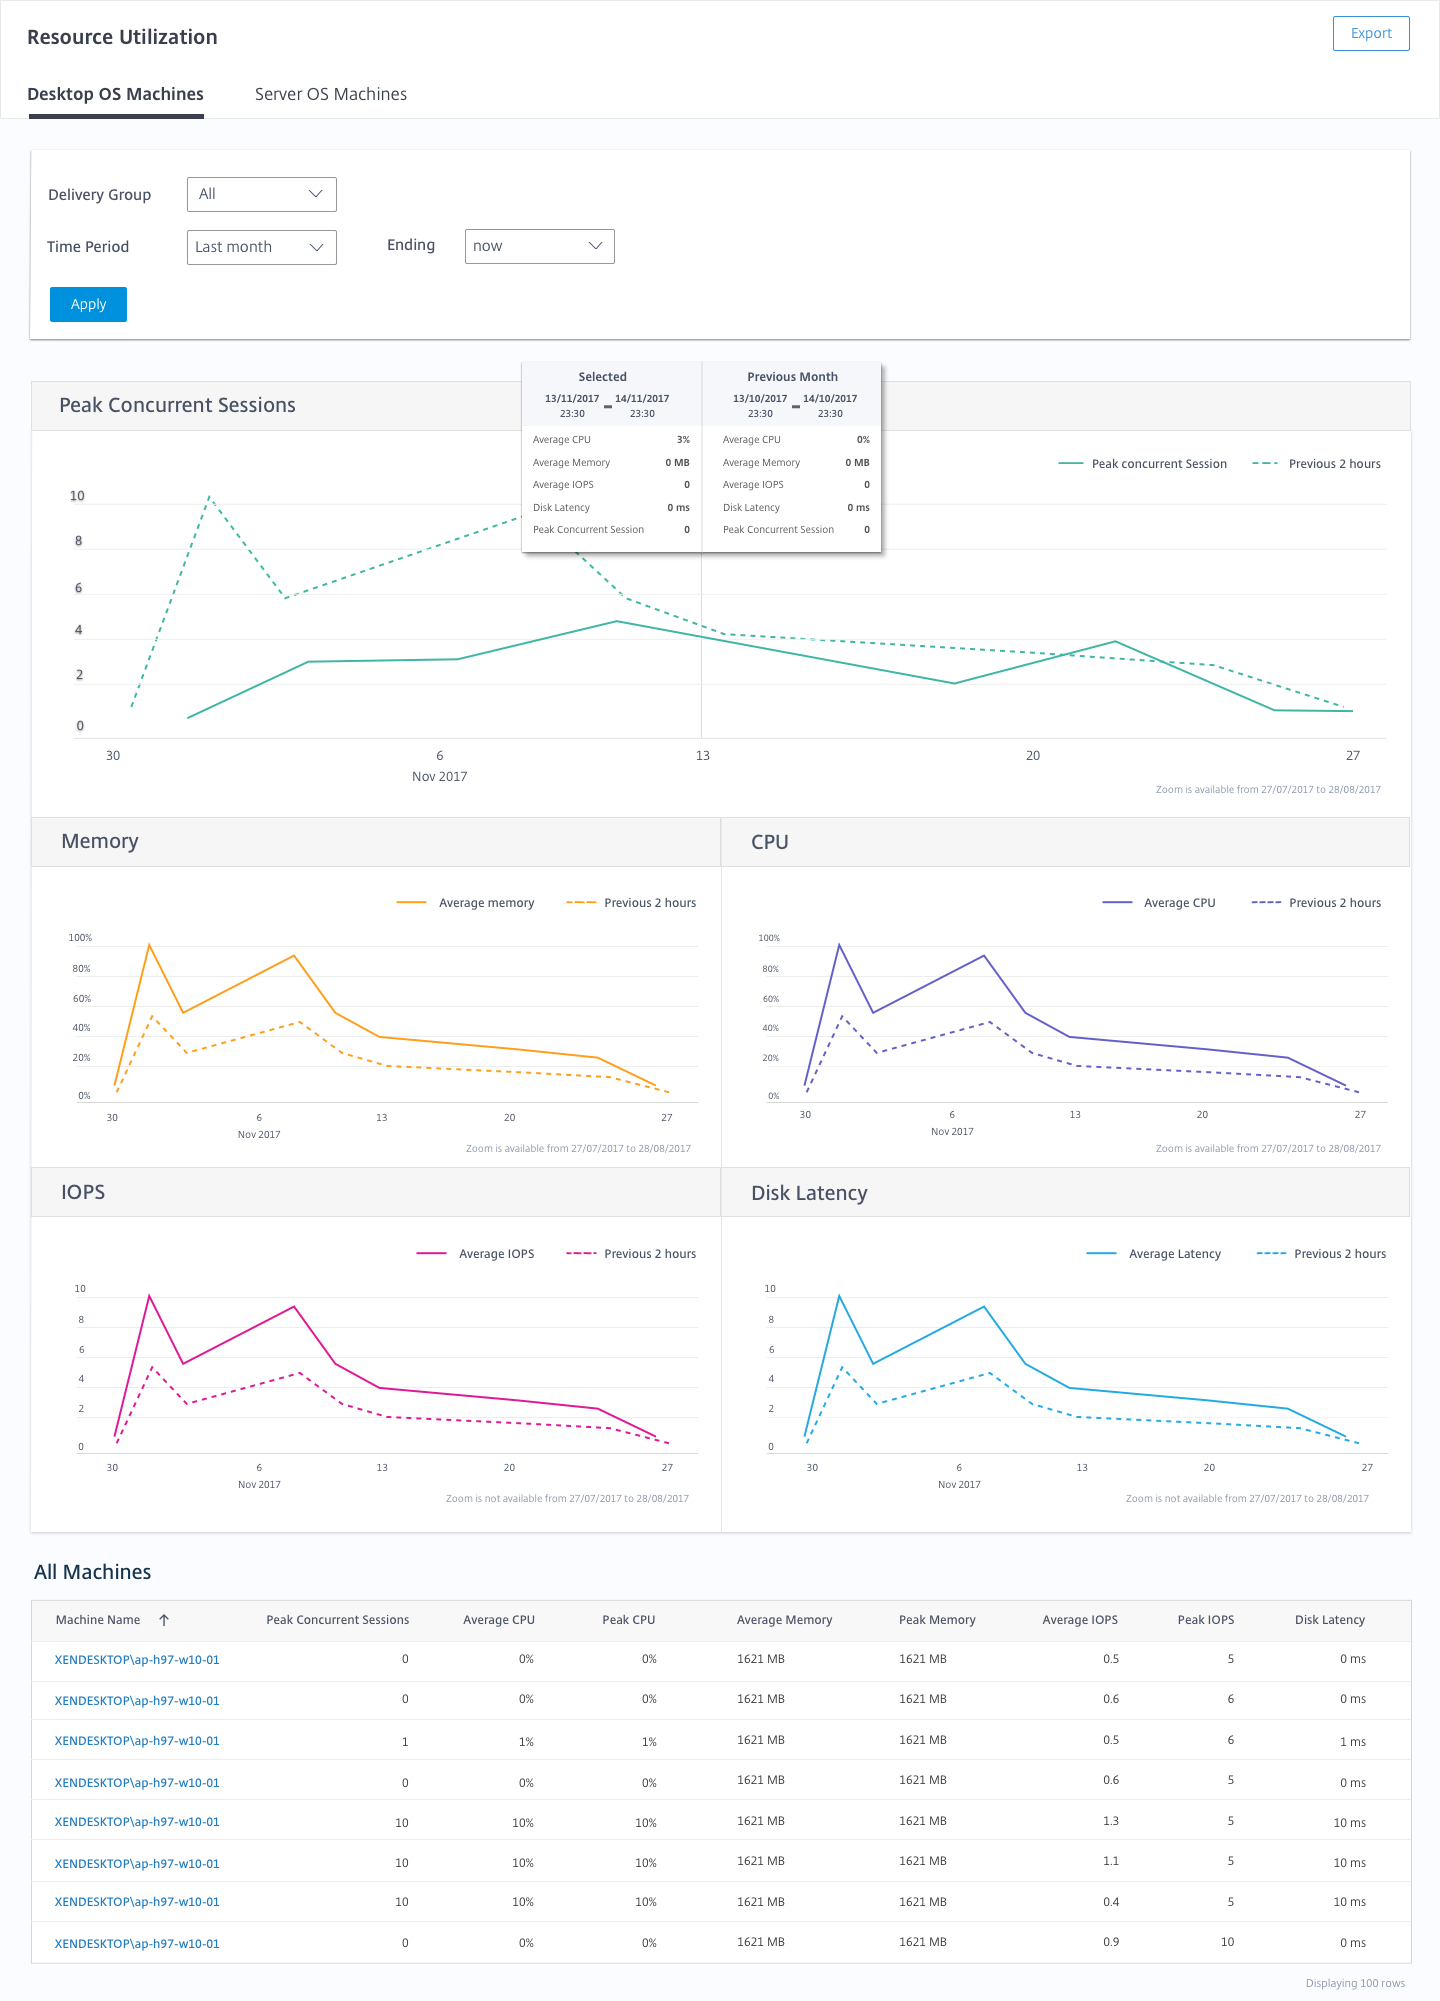 Resource Utilization
Export
Desktop OS Machines Server OS Machines
Delivery Group All
Time Period Last month Ending now
Apply
Peak Concurrent Sessions
Selected Previous Month
13/11/2017 - 14/11/2017 13/10/2017 - 14/10/2017
23:30 23:30 23:30 23:30
Average CPU 3% Average CPU 0%
Average Memory 0 MB Average Memory 0 MB
Average IOPS 0 Average IOPS 0
Disk Latency 0 ms Disk Latency 0 ms
Peak Concurrent Session 0 Peak Concurrent Session 0
Peak concurrent Session Previous 2 hours
10
8
6
4
2
0
30 6 13 20 27
Nov 2017
Zoom is available from 27/07/2017 to 28/08/2017
Memory
Average memory Previous 2 hours
100%
80%
60%
40%
20%
0%
30 6 13 20 27
Nov 2017
Zoom is available from 27/07/2017 to 28/08/2017
CPU
Average CPU Previous 2 hours
100%
80%
60%
40%
20%
0%
30 6 13 20 27
Nov 2017
Zoom is available from 27/07/2017 to 28/08/2017
IOPS
Average IOPS Previous 2 hours
10
8
6
4
2
0
30 6 13 20 27
Nov 2017
Zoom is not available from 27/07/2017 to 28/08/2017
Disk Latency
Average Latency Previous 2 hours
10
8
6
4
2
0
30 6 13 20 27
Nov 2017
Zoom is not available from 27/07/2017 to 28/08/2017
All Machines
Machine Name ↑ Peak Concurrent Sessions Average CPU Peak CPU Average Memory Peak Memory Average IOPS Peak IOPS Disk Latency
XENDESKTOP\ap-h97-w10-01 0 0% 0% 1621 MB 1621 MB 0.5 5 0 ms
XENDESKTOP\ap-h97-w10-01 0 0% 0% 1621 MB 1621 MB 0.6 6 0 ms
XENDESKTOP\ap-h97-w10-01 1 1% 1% 1621 MB 1621 MB 0.5 6 1 ms
XENDESKTOP\ap-h97-w10-01 0 0% 0% 1621 MB 1621 MB 0.6 5 0 ms
XENDESKTOP\ap-h97-w10-01 10 10% 10% 1621 MB 1621 MB 1.3 5 10 ms
XENDESKTOP\ap-h97-w10-01 10 10% 10% 1621 MB 1621 MB 1.1 5 10 ms
XENDESKTOP\ap-h97-w10-01 10 10% 10% 1621 MB 1621 MB 0.4 5 10 ms
XENDESKTOP\ap-h97-w10-01 0 0% 0% 1621 MB 1621 MB 0.9 10 0 ms
Displaying 100 rows